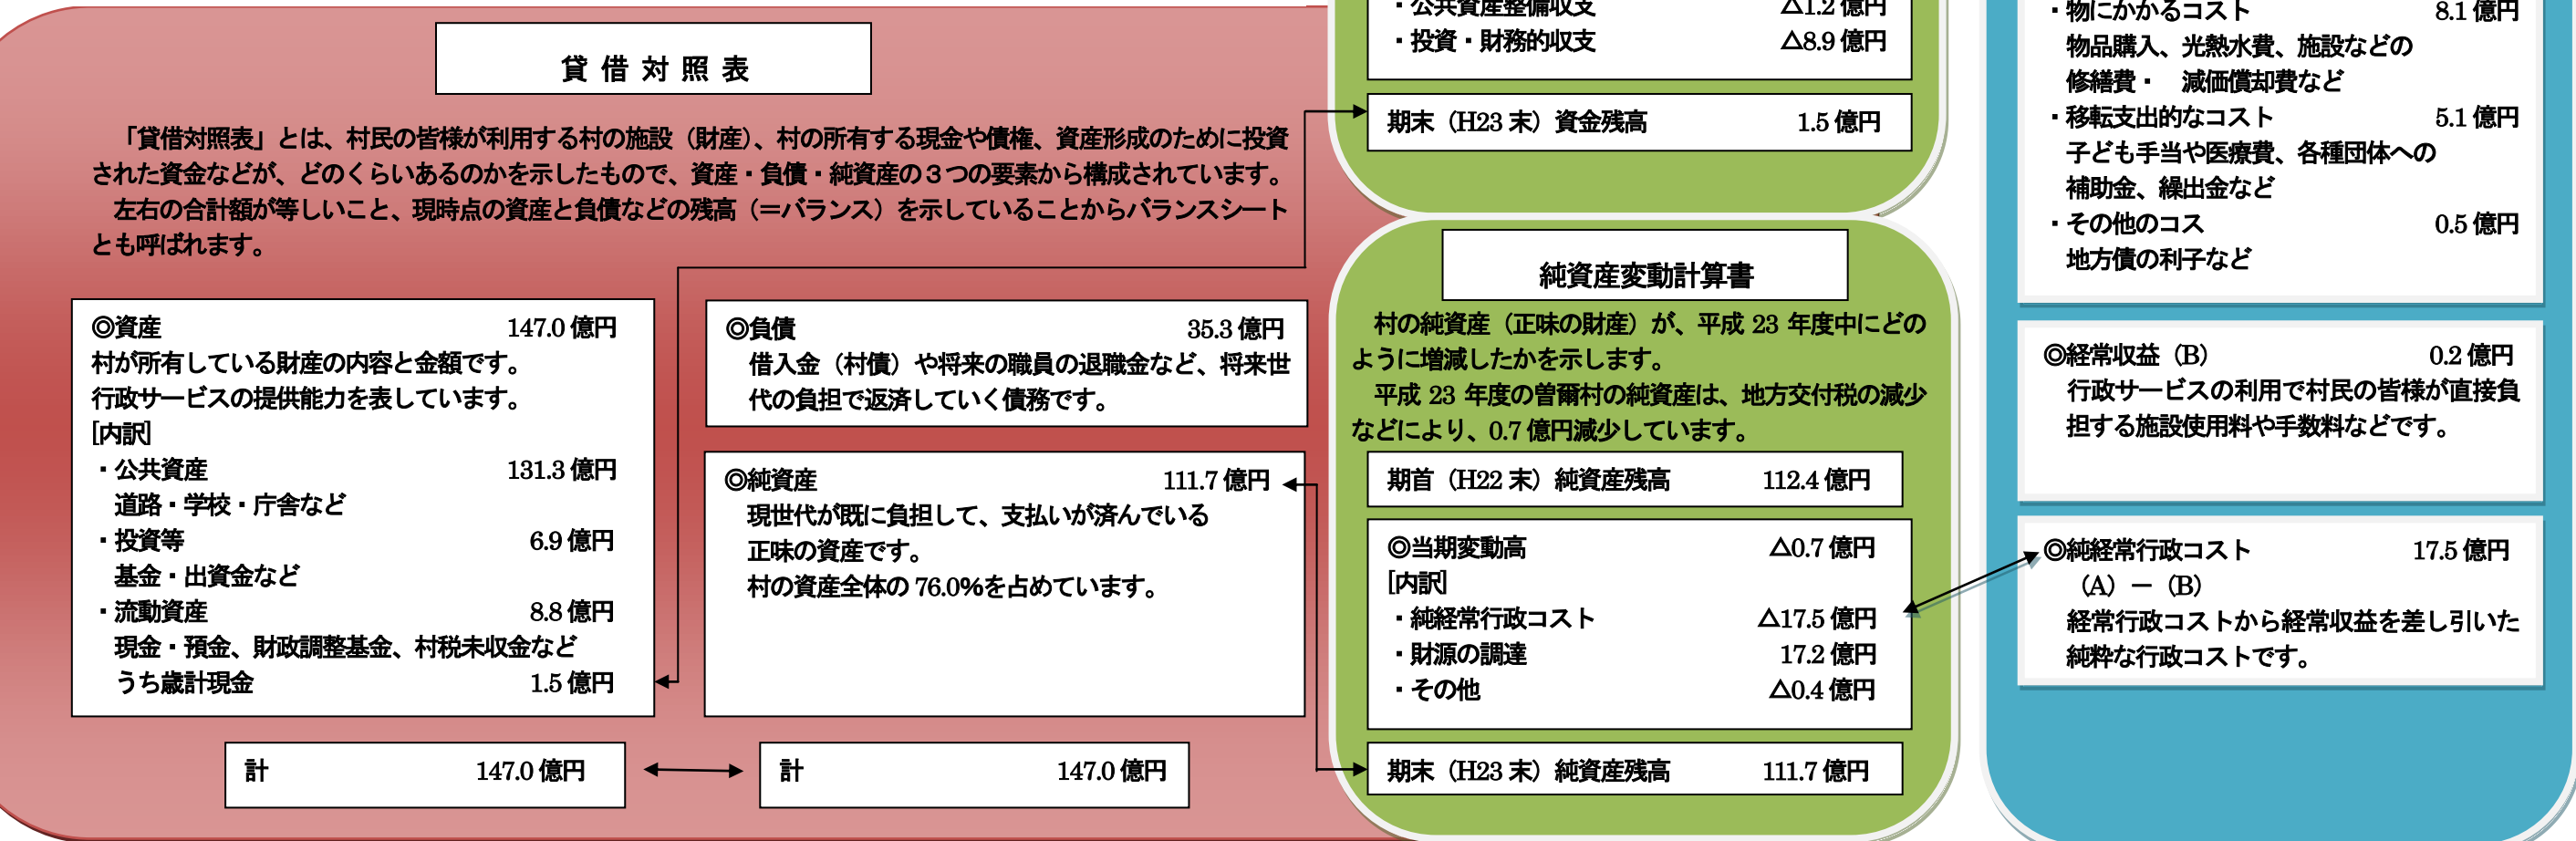 貸 借 対 照 表
「貸借対照表」とは、村民の皆様が利用する村の施設（財産）、村の所有する現金や債権、資産形成のために投資
された資金などが、どのくらいあるのかを示したもので、資産・負債・純資産の３つの要素から構成されています。
左右の合計額が等しいこと、現時点の資産と負債などの残高（＝バランス）を示していることからバランスシート
とも呼ばれます。
◎資産 147.0 億円
村が所有している財産の内容と金額です。
行政サービスの提供能力を表しています。
[内訳]
・公共資産 131.3 億円
道路・学校・庁舎など
・投資等 6.9 億円
基金・出資金など
・流動資産 8.8 億円
現金・預金、財政調整基金、村税未収金など
うち歳計現金 1.5 億円
計 147.0 億円
◎負債 35.3 億円
借入金（村債）や将来の職員の退職金など、将来世
代の負担で返済していく債務です。
◎純資産 111.7 億円
現世代が既に負担して、支払いが済んでいる
正味の資産です。
村の資産全体の 76.0%を占めています。
計 147.0 億円
・公共資産整備収支 △1.2 億円
・投資・財務的収支 △8.9 億円
期末（H23 末）資金残高 1.5 億円
純資産変動計算書
村の純資産（正味の財産）が、平成 23 年度中にどの
ように増減したかを示します。
平成 23 年度の曽爾村の純資産は、地方交付税の減少
などにより、0.7 億円減少しています。
期首（H22 末）純資産残高 112.4 億円
◎当期変動高 △0.7 億円
[内訳]
・純経常行政コスト △17.5 億円
・財源の調達 17.2 億円
・その他 △0.4 億円
期末（H23 末）純資産残高 111.7 億円
・物にかかるコスト 8.1 億円
物品購入、光熱水費、施設などの
修繕費・　減価償却費など
・移転支出的なコスト 5.1 億円
子ども手当や医療費、各種団体への
補助金、繰出金など
・その他のコス 0.5 億円
地方債の利子など
◎経常収益（B） 0.2 億円
行政サービスの利用で村民の皆様が直接負
担する施設使用料や手数料などです。
◎純経常行政コスト 17.5 億円
（A）－（B）
経常行政コストから経常収益を差し引いた
純粋な行政コストです。